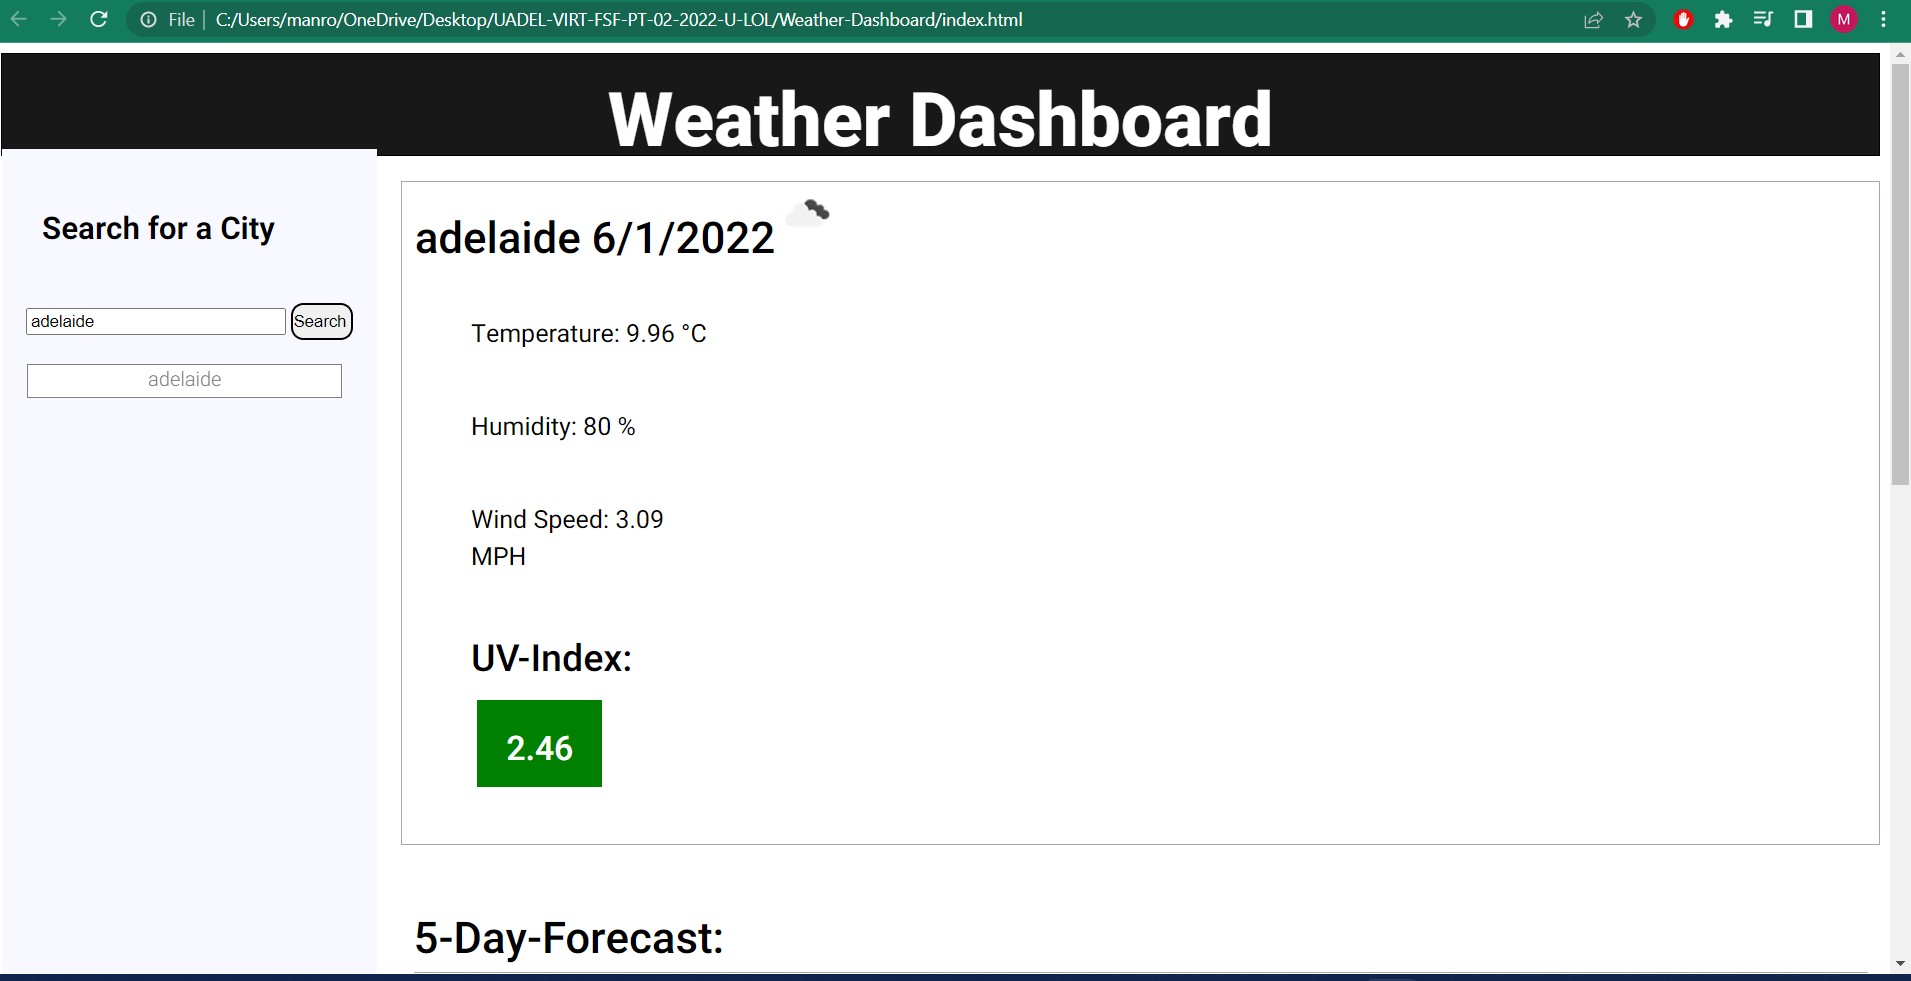 File C:/Users/manro/OneDrive/Desktop/UADEL-VIRT-FSF-PT-02-2022-U-LOL/Weather-Dashboard/index.html
M
Weather Dashboard
Search for a City
adelaide Search
adelaide
adelaide 6/1/2022
Temperature: 9.96 °C
Humidity: 80 %
Wind Speed: 3.09
MPH
UV-Index:
2.46
5-Day-Forecast: